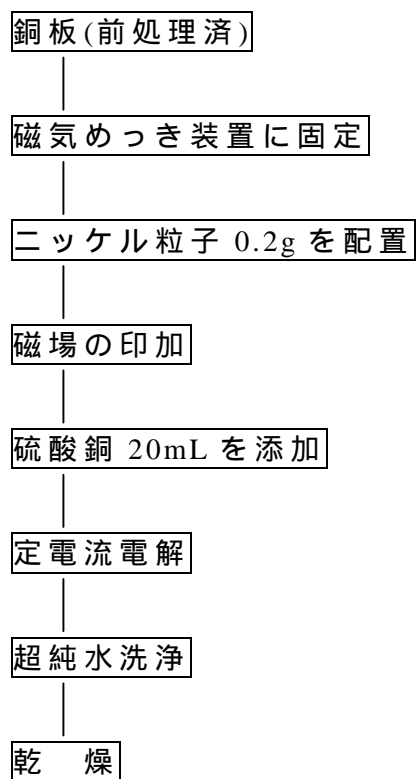 銅板(前処理済)
磁気めっき装置に固定
ニッケル粒子 0.2g を配置
磁場の印加
硫酸銅 20mL を添加
定電流電解
超純水洗浄
乾　燥